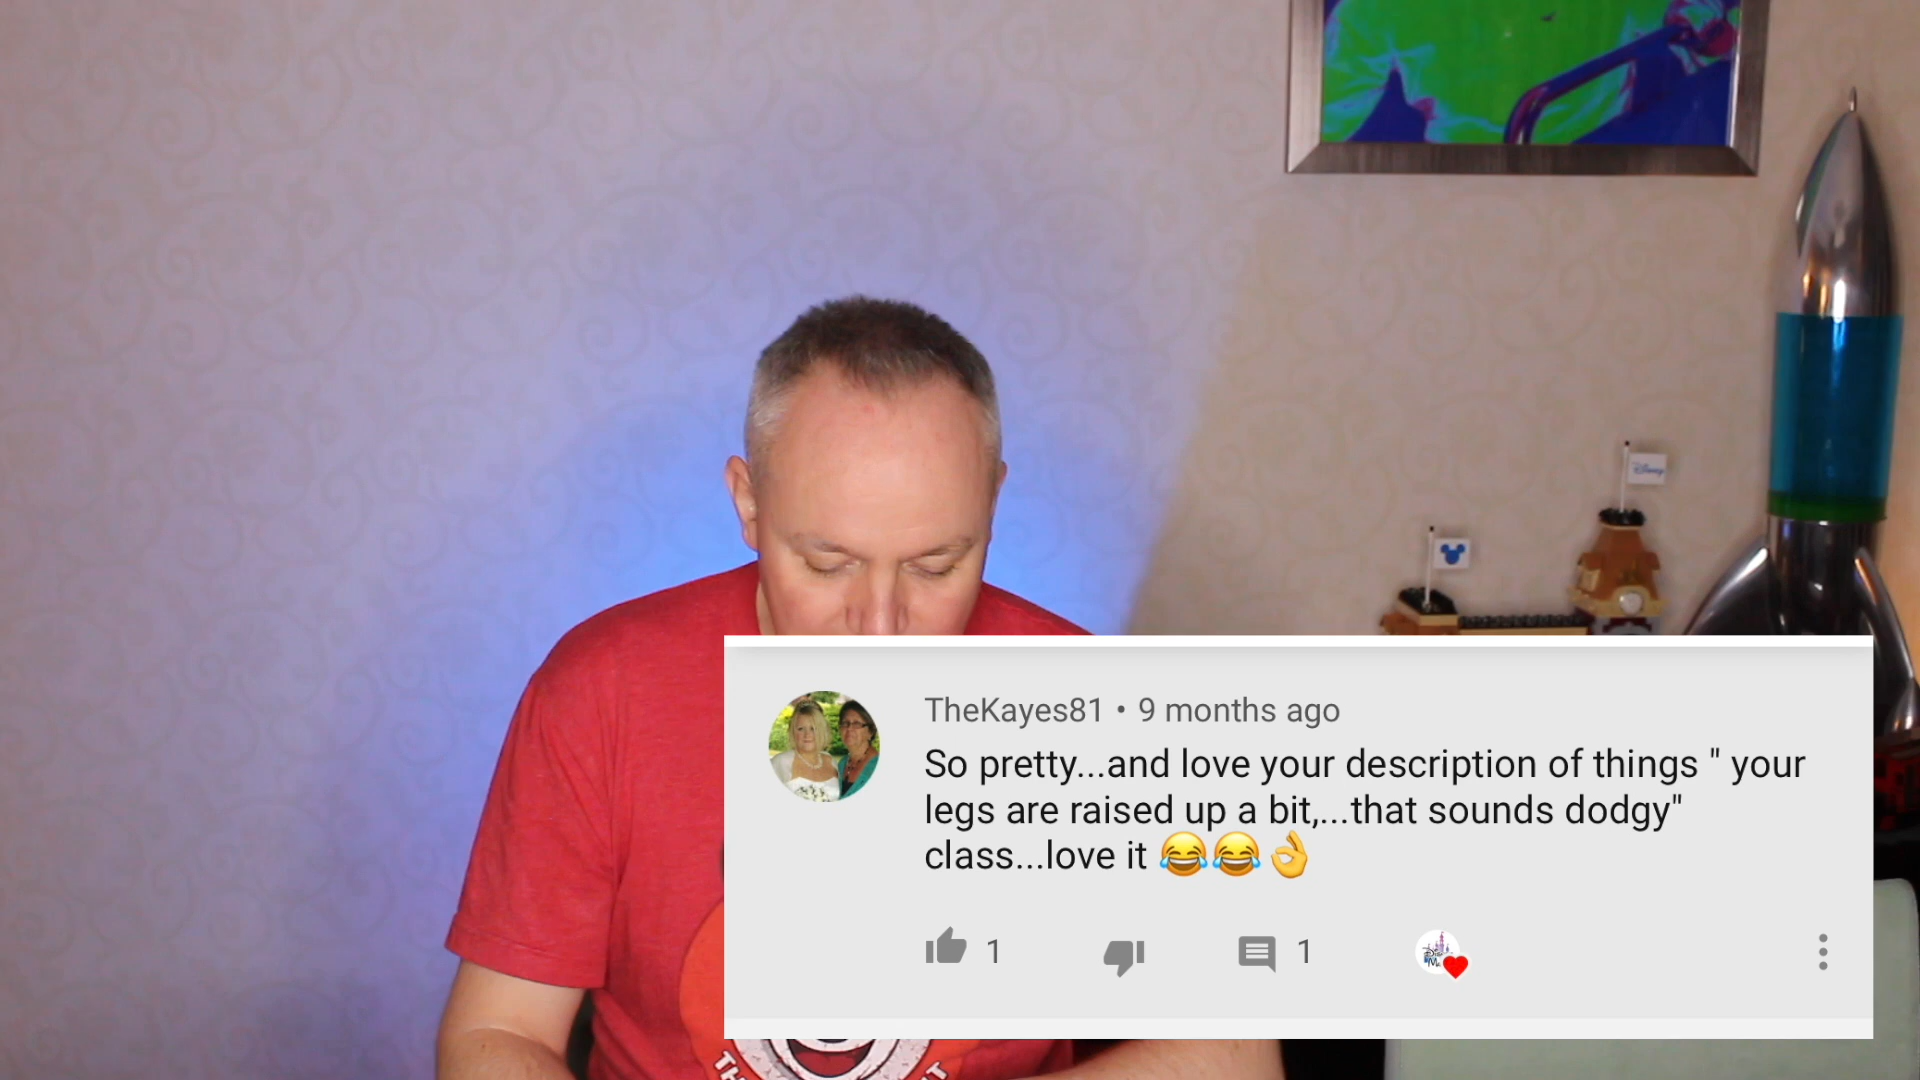 Disney
TheKayes81 • 9 months ago
So pretty...and love your description of things " your
legs are raised up a bit,...that sounds dodgy"
class...love it 😂😂👌
1
1